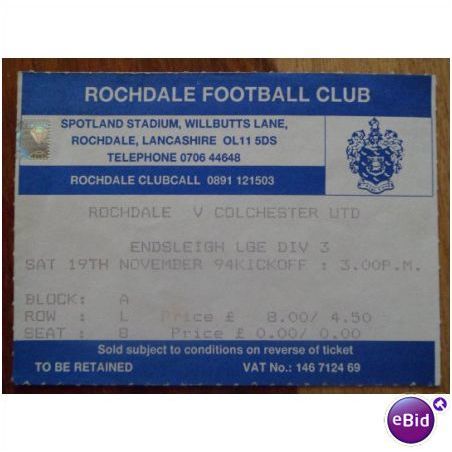 ROCHDALE FOOTBALL CLUB
SPOTLAND STADIUM, WILLBUTTS LANE,
ROCHDALE, LANCASHIRE OL11 5DS
TELEPHONE 0706 44648
ROCHDALE CLUBCALL 0891 121503
ROCHDALE V COLCHESTER UTD
ENDSLEIGH LGE DIV 3
SAT 19TH NOVEMBER 94KICKOFF : 3.00P.M.
BLOCK: A
ROW : L Price £ 8.00/ 4.50
SEAT : 8 Price £ 0.00/ 0.00
Sold subject to conditions on reverse of ticket
TO BE RETAINED VAT No.: 146 7124 69
eBid